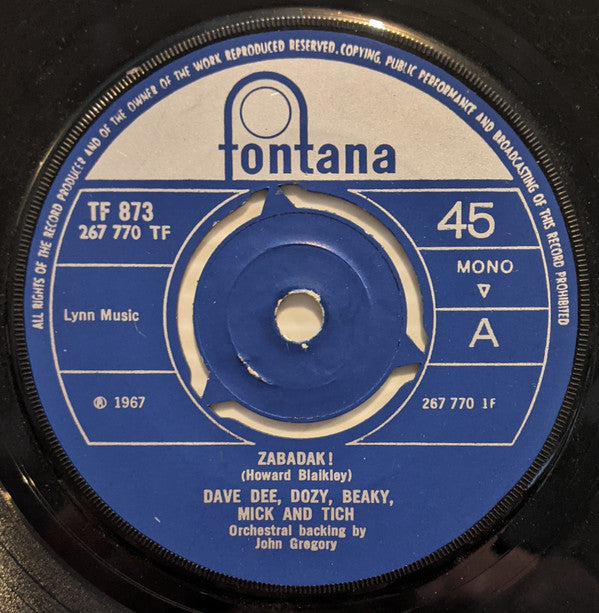 ALL RIGHTS OF THE RECORD PRODUCER AND OF THE OWNER OF THE WORK REPRODUCED RESERVED. COPYING, PUBLIC PERFORMANCE AND BROADCASTING OF THIS RECORD PROHIBITED
fontana
TF 873
267 770 TF
45
MONO
Lynn Music
A
℗ 1967
267 770 1F
ZABADAK!
(Howard Blaikley)
DAVE DEE, DOZY, BEAKY,
MICK AND TICH
Orchestral backing by
John Gregory